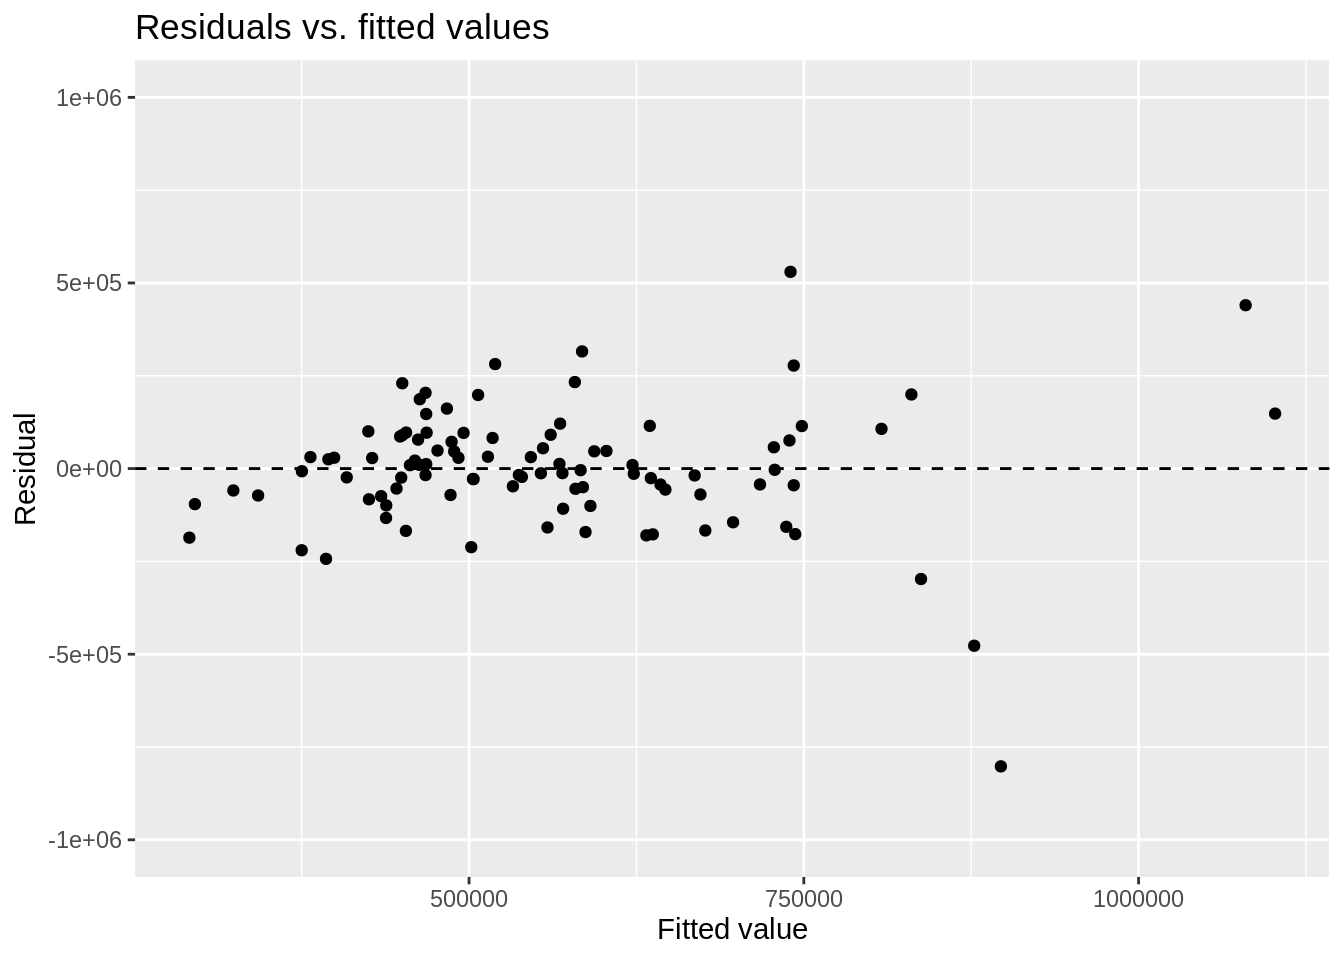 Residuals vs. fitted values
1e+06
5e+05
0e+00
-5e+05
-1e+06
Residual
500000 750000 1000000
Fitted value